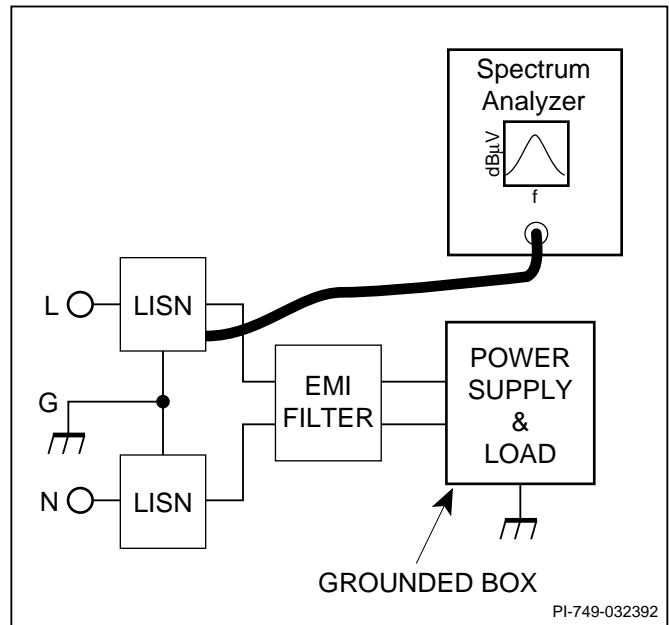 Spectrum
Analyzer
dBµV
f
L
LISN
G
N
LISN
EMI
FILTER
POWER
SUPPLY
&
LOAD
GROUNDED BOX
PI-749-032392